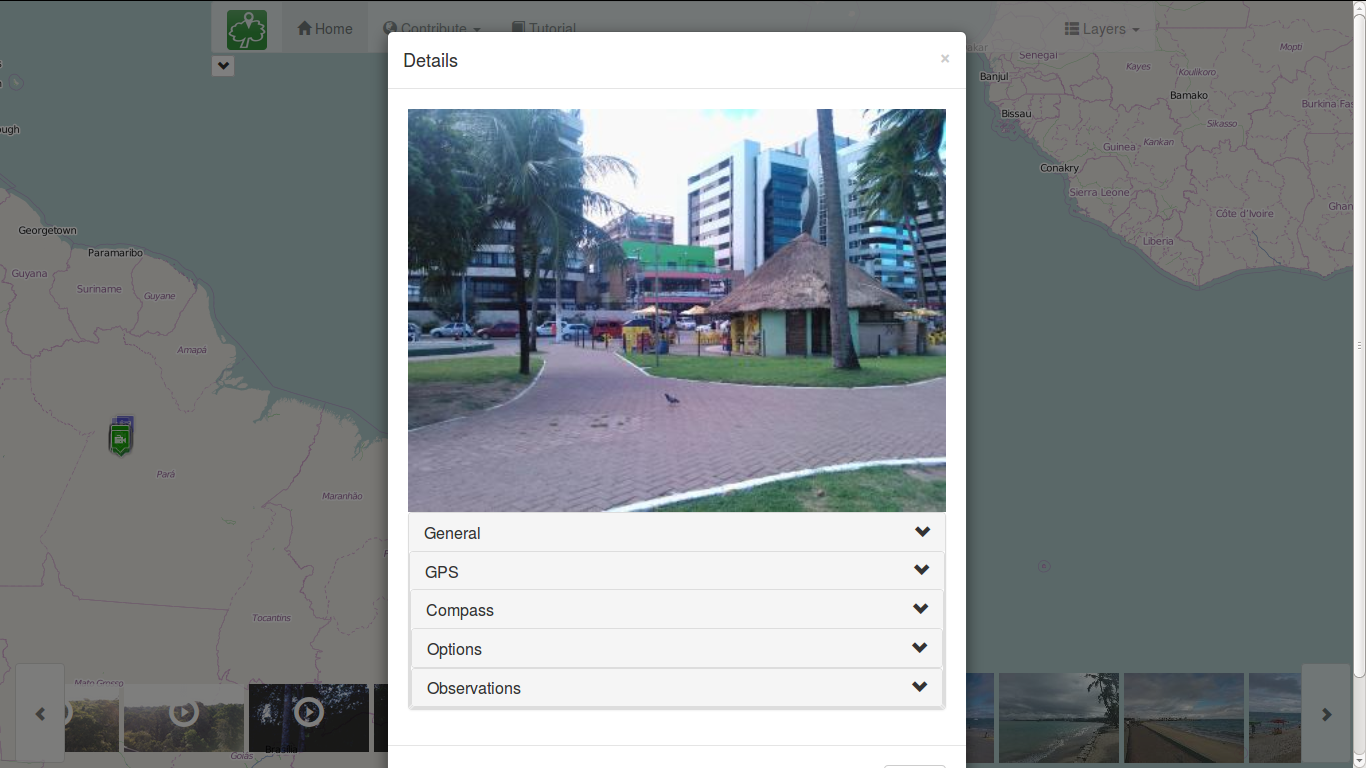 Home
Contribute
Tutorial
Layers
Details
×
Senegal
Mopti
Banjul
Kayes
Koulikoro
Bamako
Burkina Fas
Bissau
Sikasso
ough
Guinea
Kankan
Conakry
Sierra Leone
Côte d'Ivoire
Ghan
Georgetown
Liberia
Paramaribo
Guyana
Suriname
Guyane
Amapá
Pará
Maranhão
General
GPS
Compass
Tocantins
Options
Mato Grosso
Observations
Brasília
Goiás